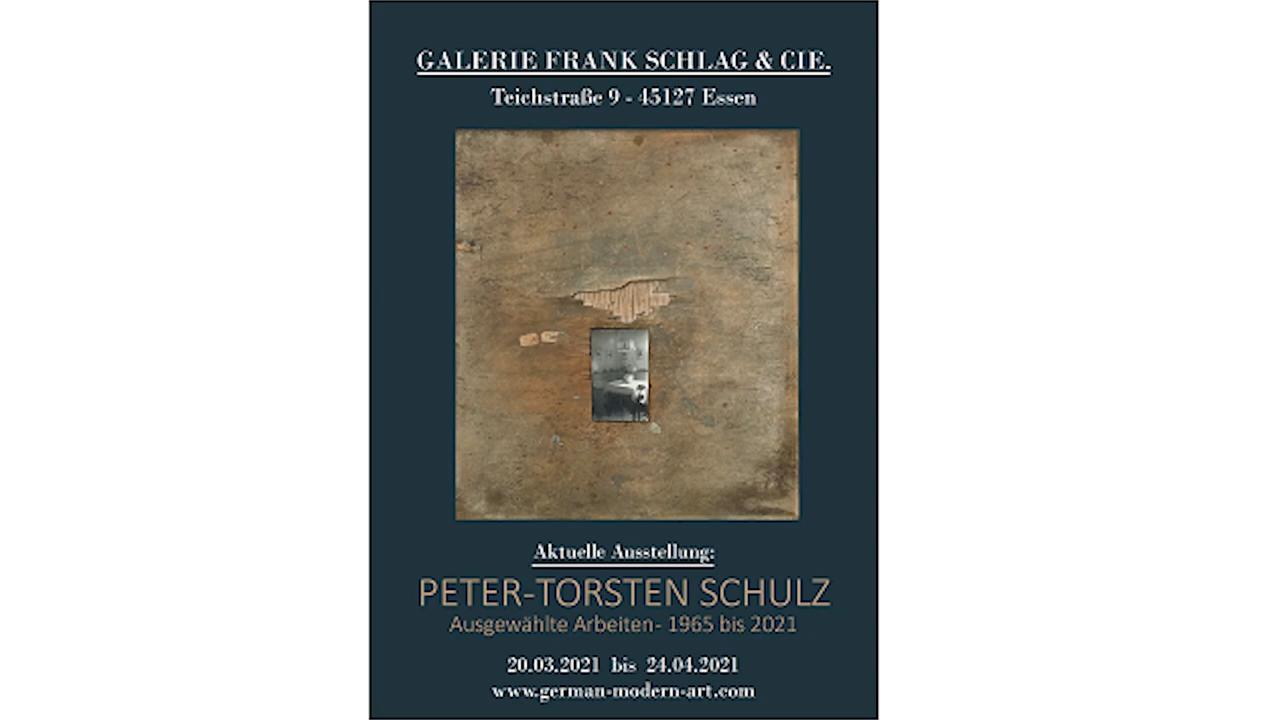 GALERIE FRANK SCHLAG & CIE.
Teichstraße 9 - 45127 Essen
Aktuelle Ausstellung:
PETER-TORSTEN SCHULZ
Ausgewählte Arbeiten- 1965 bis 2021
20.03.2021 bis 24.04.2021
www.german-modern-art.com